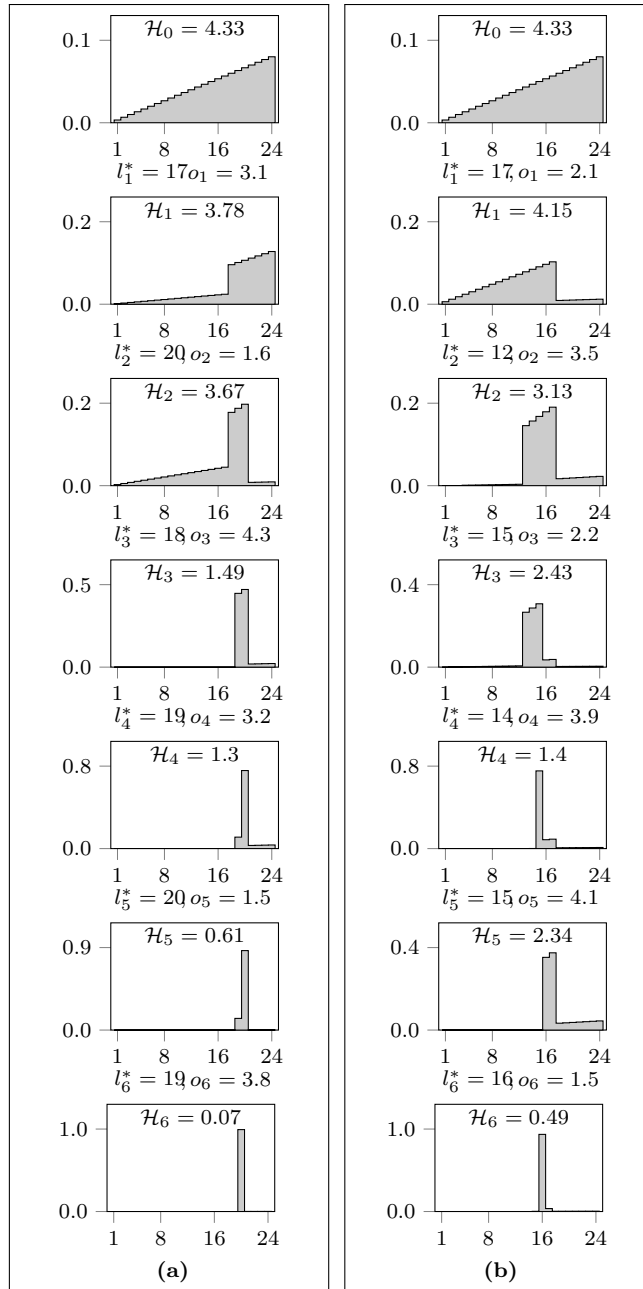 H₀ = 4.33
0.1
0.0
1 8 16 24
l₁* = 17 o₁ = 3.1
H₁ = 3.78
0.2
0.0
1 8 16 24
l₂* = 20, o₂ = 1.6
H₂ = 3.67
0.2
0.0
1 8 16 24
l₃* = 18, o₃ = 4.3
H₃ = 1.49
0.5
0.0
1 8 16 24
l₄* = 19, o₄ = 3.2
H₄ = 1.3
0.8
0.0
1 8 16 24
l₅* = 20, o₅ = 1.5
H₅ = 0.61
0.9
0.0
1 8 16 24
l₆* = 19, o₆ = 3.8
H₆ = 0.07
1.0
0.0
1 8 16 24
(a)
H₀ = 4.33
0.1
0.0
1 8 16 24
l₁* = 17, o₁ = 2.1
H₁ = 4.15
0.2
0.0
1 8 16 24
l₂* = 12, o₂ = 3.5
H₂ = 3.13
0.2
0.0
1 8 16 24
l₃* = 15, o₃ = 2.2
H₃ = 2.43
0.4
0.0
1 8 16 24
l₄* = 14, o₄ = 3.9
H₄ = 1.4
0.8
0.0
1 8 16 24
l₅* = 15, o₅ = 4.1
H₅ = 2.34
0.4
0.0
1 8 16 24
l₆* = 16, o₆ = 1.5
H₆ = 0.49
1.0
0.0
1 8 16 24
(b)